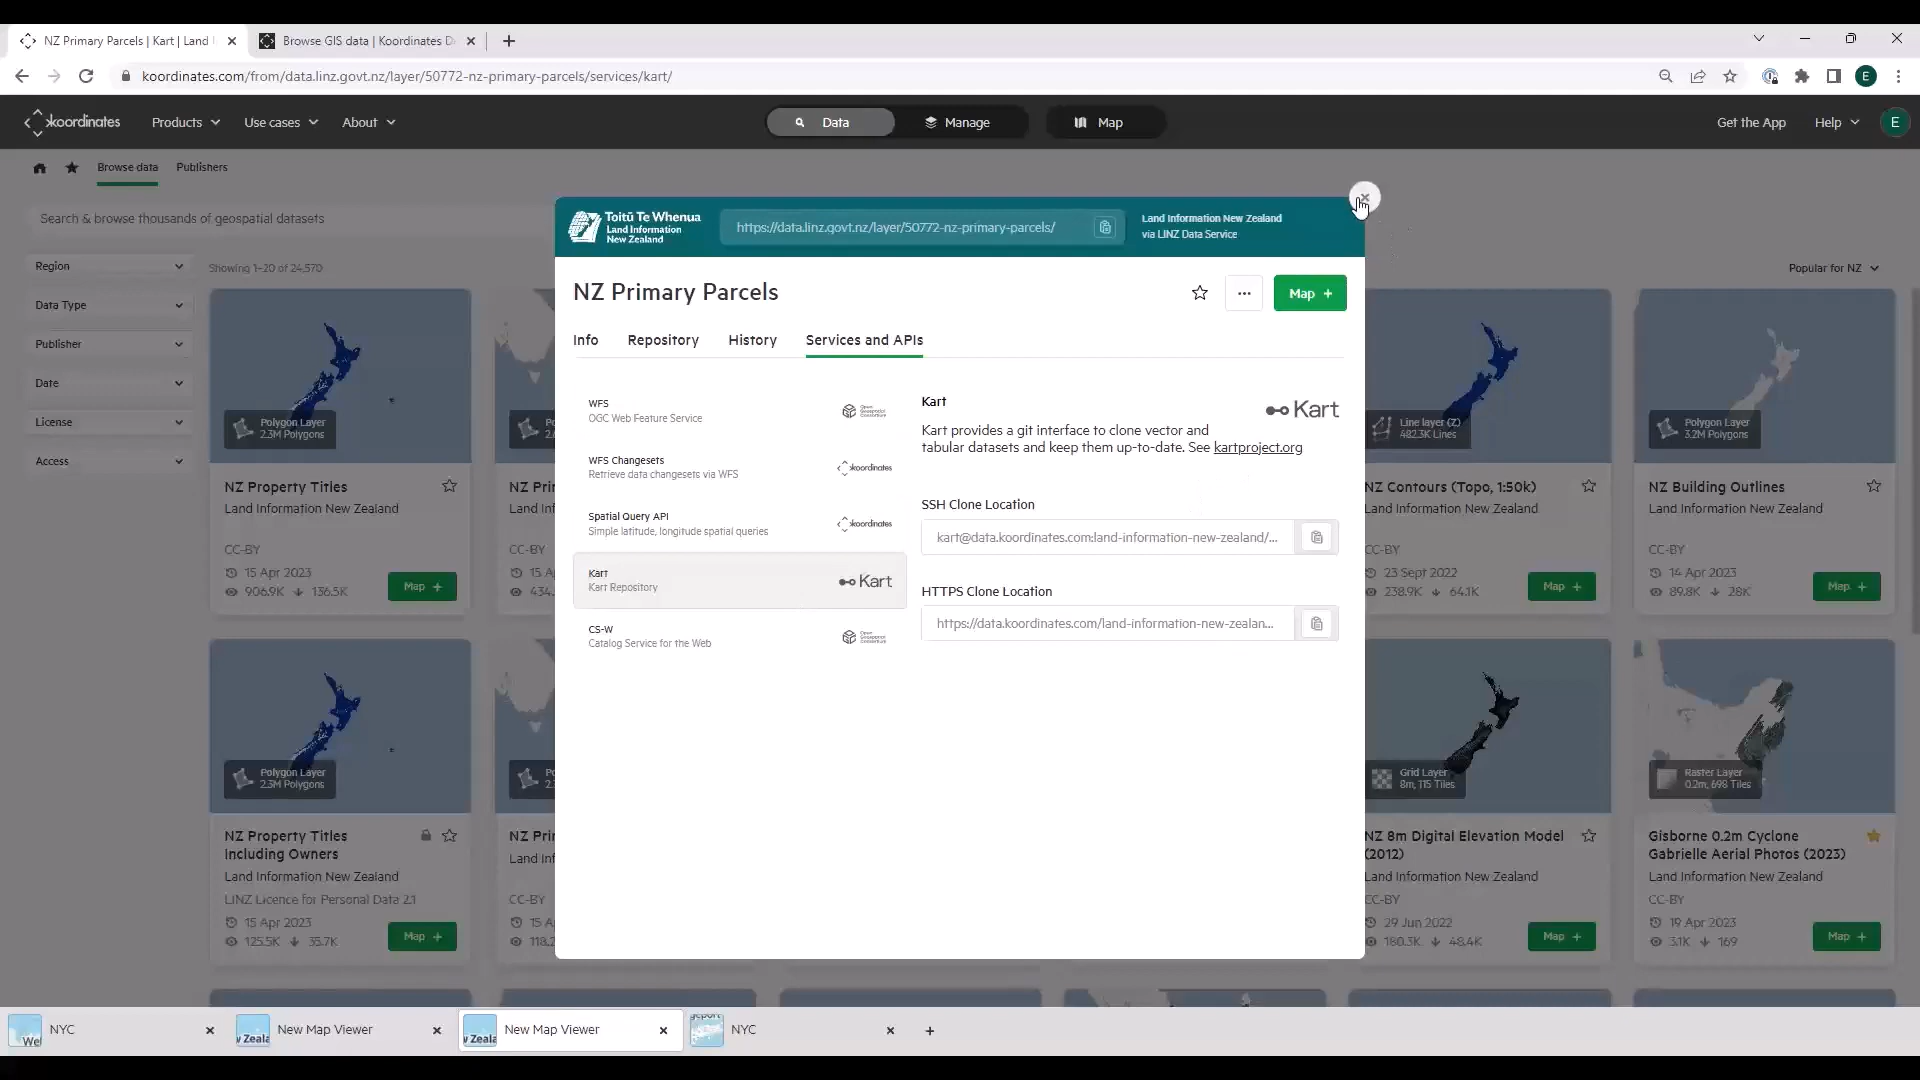 NZ Primary Parcels | Kart | Land
Browse GIS data | Koordinates D
koordinates.com/from/data.linz.govt.nz/layer/50772-nz-primary-parcels/services/kart/
E
koordinates
Products
Use cases
About
Data
Manage
Map
Get the App
Help
E
Browse data
Publishers
Search & browse thousands of geospatial datasets
Region
Data Type
Publisher
Date
License
Access
Showing 1–20 of 24,570
Popular for NZ
Toitū Te Whenua
Land Information
New Zealand
https://data.linz.govt.nz/layer/50772-nz-primary-parcels/
Land Information New Zealand
via LINZ Data Service
NZ Primary Parcels
Map +
Info
Repository
History
Services and APIs
WFS
OGC Web Feature Service
WFS Changesets
Retrieve data changesets via WFS
koordinates
Spatial Query API
Simple latitude, longitude spatial queries
koordinates
Kart
Kart Repository
Kart
CS-W
Catalog Service for the Web
Kart
Kart
Kart provides a git interface to clone vector and
tabular datasets and keep them up-to-date. See kartproject.org
SSH Clone Location
kart@data.koordinates.com:land-information-new-zealand/...
HTTPS Clone Location
https://data.koordinates.com/land-information-new-zealan...
Polygon Layer
2.3M Polygons
NZ Property Titles
Land Information New Zealand
CC-BY
15 Apr 2023
906.9K 136.5K
Map +
NZ Pri
Land Inf
CC-BY
15 A
434.
Line layer (Z)
482.3K Lines
NZ Contours (Topo, 1:50k)
Land Information New Zealand
CC-BY
23 Sept 2022
238.9K 64.1K
Map +
Polygon Layer
3.2M Polygons
NZ Building Outlines
Land Information New Zealand
CC-BY
14 Apr 2023
89.8K 28K
Map +
Polygon Layer
2.3M Polygons
NZ Property Titles
Including Owners
Land Information New Zealand
LINZ Licence for Personal Data 2.1
15 Apr 2023
125.5K 35.7K
Map +
NZ Pri
Land Inf
CC-BY
15 A
118.2
Grid Layer
8m, 115 Tiles
NZ 8m Digital Elevation Model
(2012)
Land Information New Zealand
CC-BY
29 Jun 2022
180.3K 48.4K
Map +
Raster Layer
0.2m, 698 Tiles
Gisborne 0.2m Cyclone
Gabrielle Aerial Photos (2023)
Land Information New Zealand
CC-BY
19 Apr 2023
3.1K 169
Map +
NYC
New Map Viewer
New Map Viewer
NYC